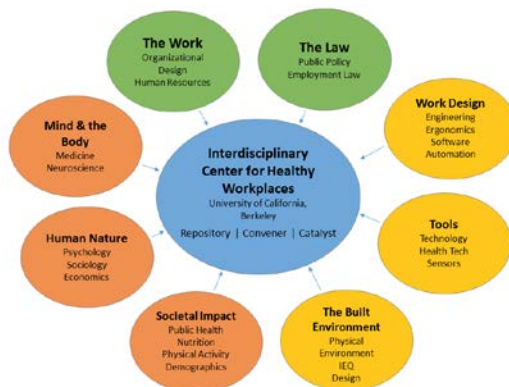 The Work
Organizational
Design
Human Resources
The Law
Public Policy
Employment Law
Mind & the
Body
Medicine
Neuroscience
Interdisciplinary
Center for Healthy
Workplaces
University of California,
Berkeley
Repository | Convener | Catalyst
Work Design
Engineering
Ergonomics
Software
Automation
Human Nature
Psychology
Sociology
Economics
Tools
Technology
Health Tech
Sensors
Societal Impact
Public Health
Nutrition
Physical Activity
Demographics
The Built
Environment
Physical
Environment
IEQ
Design